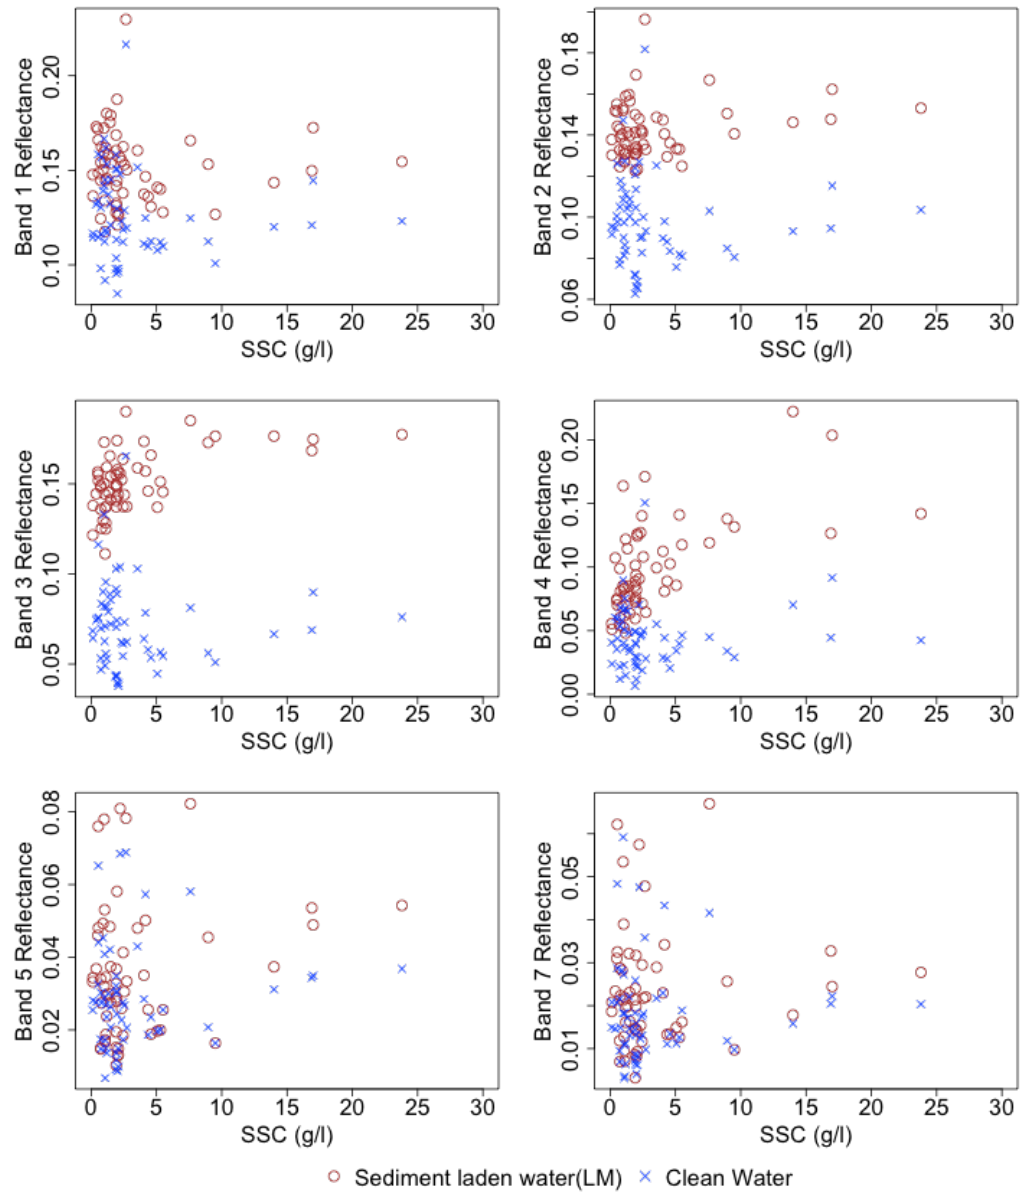 Band 1 Reflectance
0.10 0.15 0.20
0 5 10 15 20 25 30
SSC (g/l)
Band 2 Reflectance
0.06 0.10 0.14 0.18
0 5 10 15 20 25 30
SSC (g/l)
Band 3 Reflectance
0.05 0.10 0.15
0 5 10 15 20 25 30
SSC (g/l)
Band 4 Reflectance
0.00 0.05 0.10 0.15 0.20
0 5 10 15 20 25 30
SSC (g/l)
Band 5 Reflectance
0.02 0.04 0.06 0.08
0 5 10 15 20 25 30
SSC (g/l)
Band 7 Reflectance
0.01 0.03 0.05
0 5 10 15 20 25 30
SSC (g/l)
Sediment laden water(LM) Clean Water